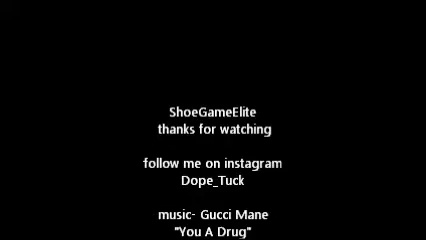 ShoeGameElite
thanks for watching
follow me on instagram
Dope_Tuck
music- Gucci Mane
"You A Drug"